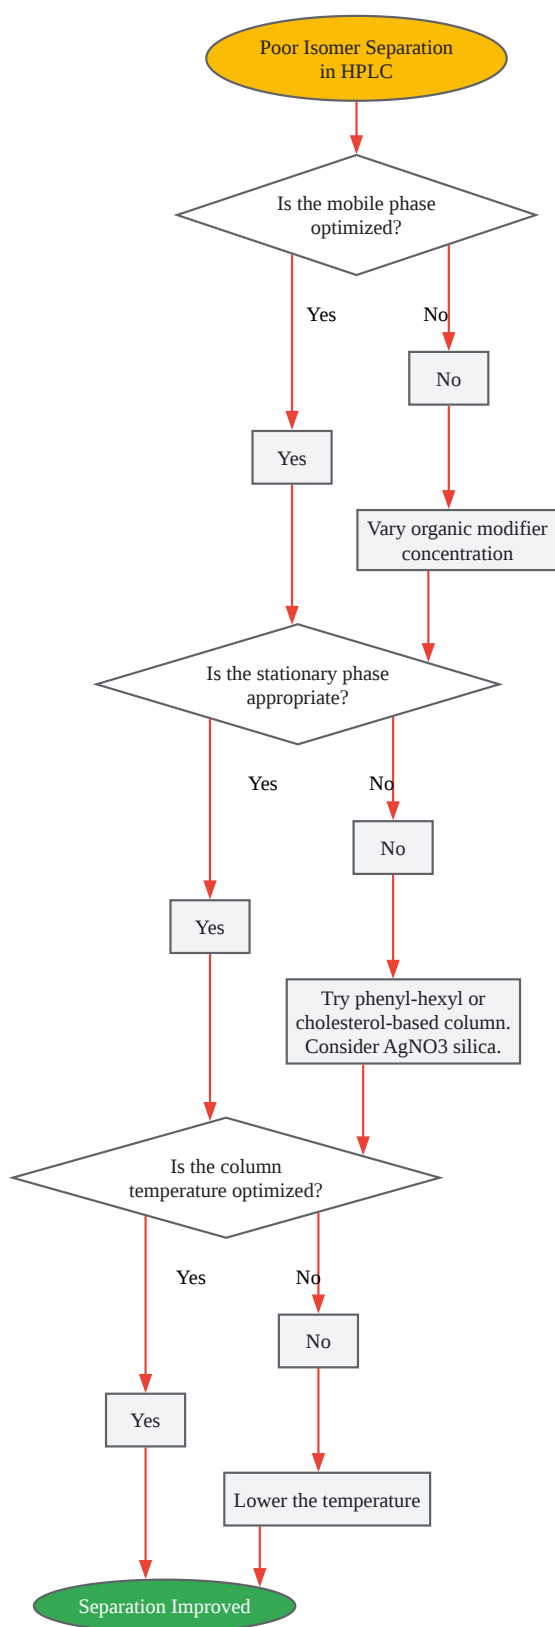 Poor Isomer Separation
in HPLC
Is the mobile phase
optimized?
Yes
No
No
Yes
Vary organic modifier
concentration
Is the stationary phase
appropriate?
Yes
No
No
Yes
Try phenyl-hexyl or
cholesterol-based column.
Consider AgNO3 silica.
Is the column
temperature optimized?
Yes
No
No
Yes
Lower the temperature
Separation Improved